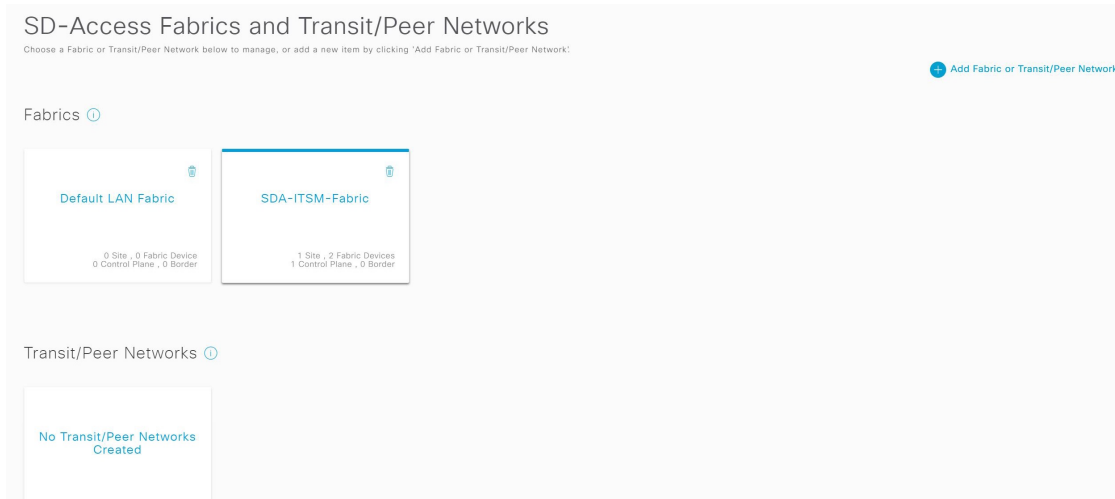 SD-Access Fabrics and Transit/Peer Networks
Choose a Fabric or Transit/Peer Network below to manage, or add a new item by clicking 'Add Fabric or Transit/Peer Network'.
Add Fabric or Transit/Peer Network
Fabrics
Default LAN Fabric
0 Site , 0 Fabric Device
0 Control Plane , 0 Border
SDA-ITSM-Fabric
1 Site , 2 Fabric Devices
1 Control Plane , 0 Border
Transit/Peer Networks
No Transit/Peer Networks
Created